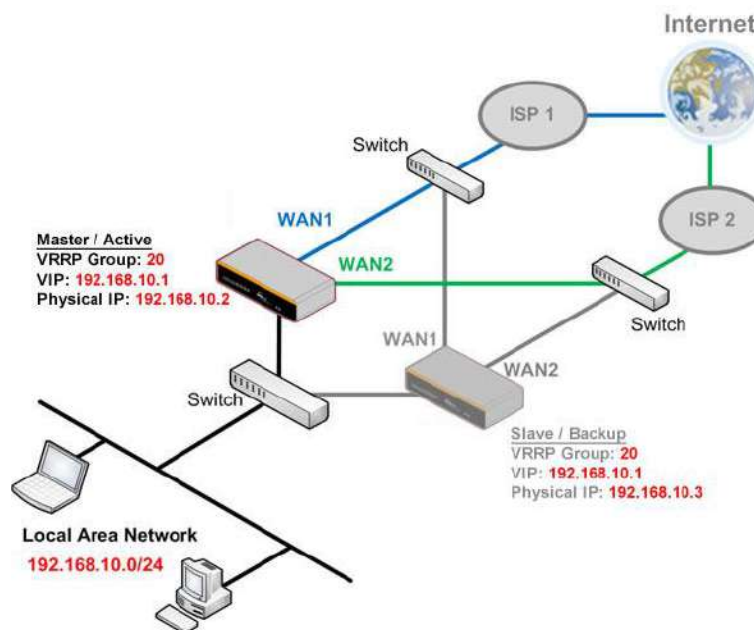 Internet
ISP 1
Switch
WAN1
ISP 2
Master / Active
VRRP Group: 20
VIP: 192.168.10.1
Physical IP: 192.168.10.2
WAN2
Switch
WAN1
WAN2
Switch
Slave / Backup
VRRP Group: 20
VIP: 192.168.10.1
Physical IP: 192.168.10.3
Local Area Network
192.168.10.0/24